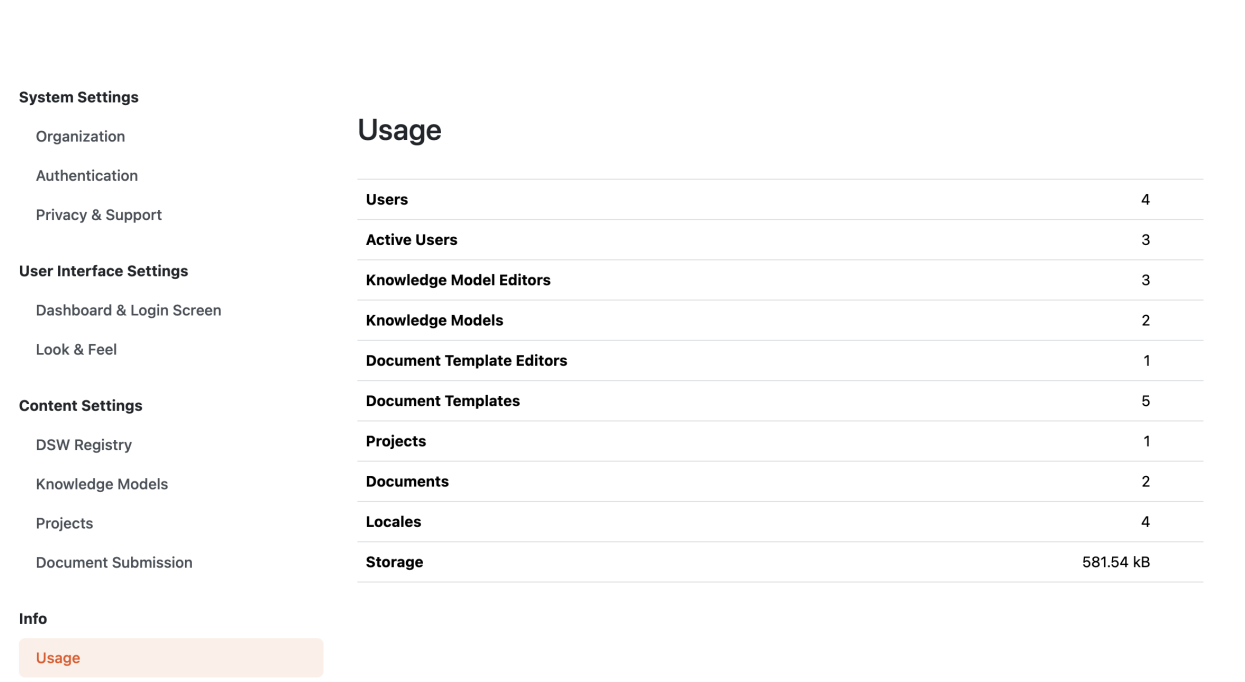 System Settings
Organization
Authentication
Privacy & Support
User Interface Settings
Dashboard & Login Screen
Look & Feel
Content Settings
DSW Registry
Knowledge Models
Projects
Document Submission
Info
Usage
Usage
Users 4
Active Users 3
Knowledge Model Editors 3
Knowledge Models 2
Document Template Editors 1
Document Templates 5
Projects 1
Documents 2
Locales 4
Storage 581.54 kB